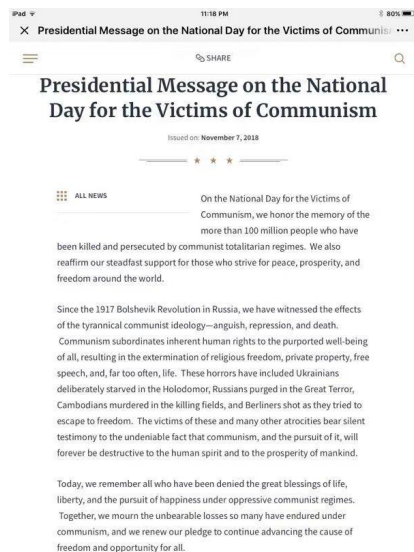 iPad
11:18 PM
80%
× Presidential Message on the National Day for the Victims of Communis ···
SHARE
Presidential Message on the National
Day for the Victims of Communism
Issued on: November 7, 2018
ALL NEWS
On the National Day for the Victims of
Communism, we honor the memory of the
more than 100 million people who have
been killed and persecuted by communist totalitarian regimes. We also
reaffirm our steadfast support for those who strive for peace, prosperity, and
freedom around the world.
Since the 1917 Bolshevik Revolution in Russia, we have witnessed the effects
of the tyrannical communist ideology—anguish, repression, and death.
Communism subordinates inherent human rights to the purported well-being
of all, resulting in the extermination of religious freedom, private property, free
speech, and, far too often, life. These horrors have included Ukrainians
deliberately starved in the Holodomor, Russians purged in the Great Terror,
Cambodians murdered in the killing fields, and Berliners shot as they tried to
escape to freedom. The victims of these and many other atrocities bear silent
testimony to the undeniable fact that communism, and the pursuit of it, will
forever be destructive to the human spirit and to the prosperity of mankind.
Today, we remember all who have been denied the great blessings of life,
liberty, and the pursuit of happiness under oppressive communist regimes.
Together, we mourn the unbearable losses so many have endured under
communism, and we renew our pledge to continue advancing the cause of
freedom and opportunity for all.